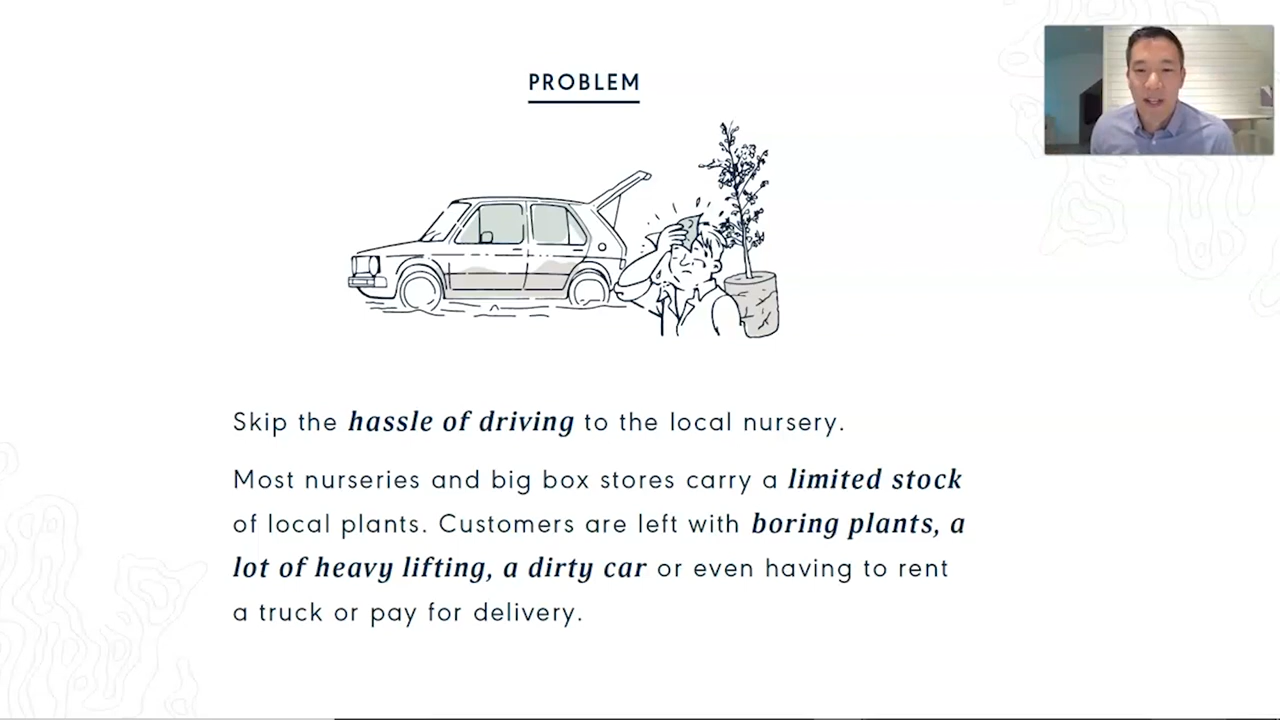 PROBLEM
Skip the hassle of driving to the local nursery.
Most nurseries and big box stores carry a limited stock
of local plants. Customers are left with boring plants, a
lot of heavy lifting, a dirty car or even having to rent
a truck or pay for delivery.